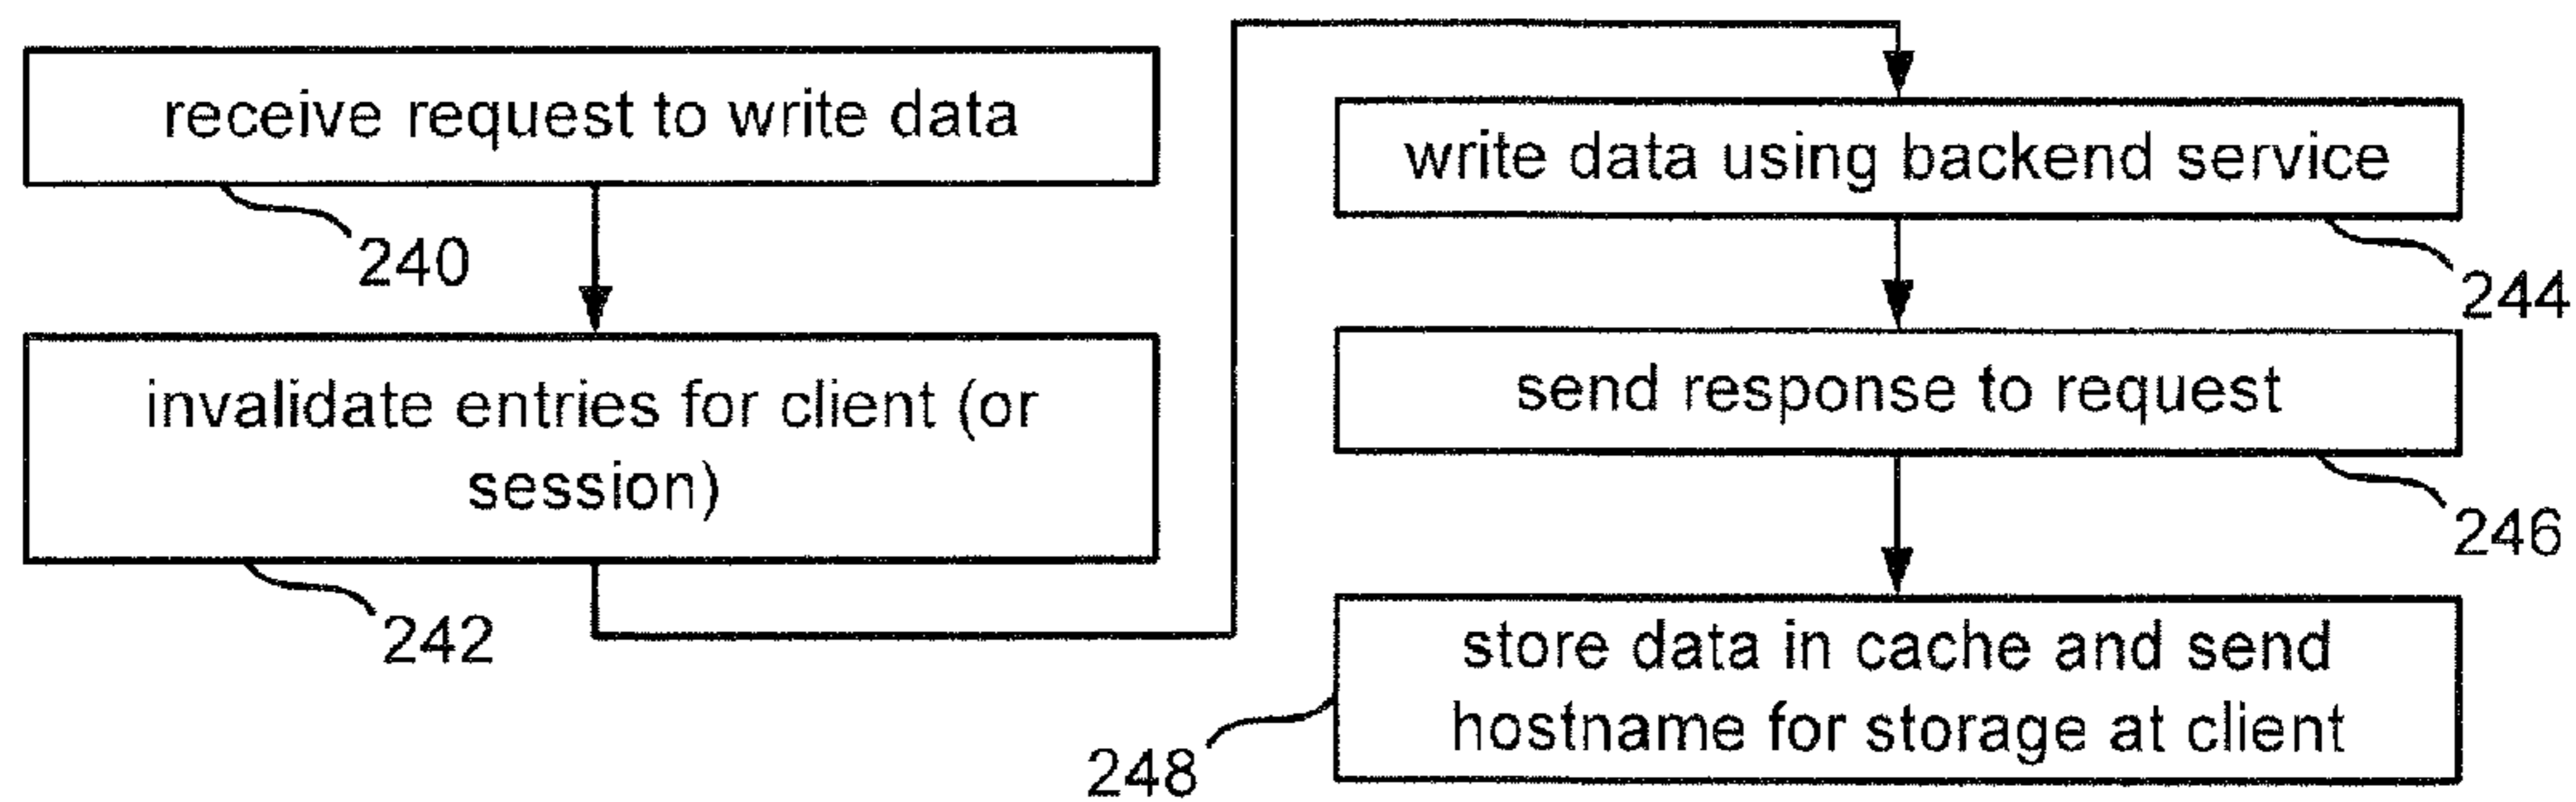 receive request to write data
240
invalidate entries for client (or
session)
242
write data using backend service
244
send response to request
246
store data in cache and send
hostname for storage at client
248